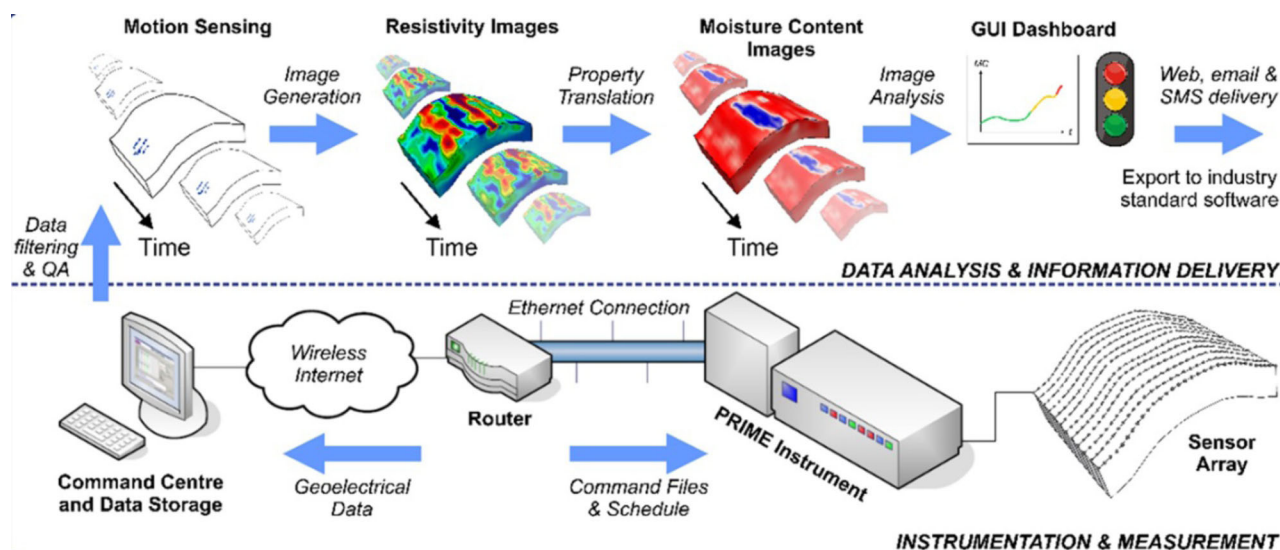 Motion Sensing
Resistivity Images
Moisture Content
Images
GUI Dashboard
Image
Generation
Property
Translation
Image
Analysis
Web, email &
SMS delivery
t
Export to industry
standard software
Time
Time
Time
Data
filtering
& QA
DATA ANALYSIS & INFORMATION DELIVERY
Ethernet Connection
Wireless
Internet
Router
PRIME Instrument
Sensor
Array
Command Centre
and Data Storage
Geoelectrical
Data
Command Files
& Schedule
INSTRUMENTATION & MEASUREMENT